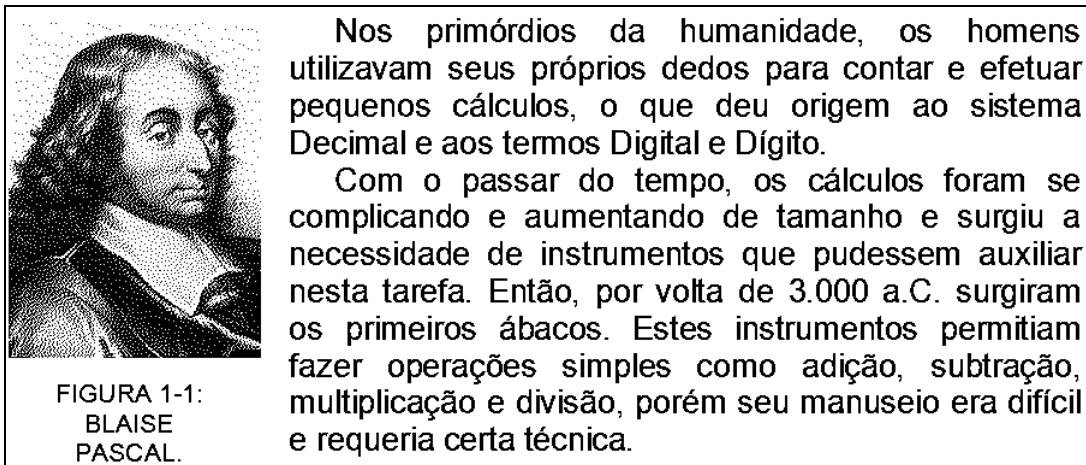 Nos primórdios da humanidade, os homens
utilizavam seus próprios dedos para contar e efetuar
pequenos cálculos, o que deu origem ao sistema
Decimal e aos termos Digital e Dígito.
Com o passar do tempo, os cálculos foram se
complicando e aumentando de tamanho e surgiu a
necessidade de instrumentos que pudessem auxiliar
nesta tarefa. Então, por volta de 3.000 a.C. surgiram
os primeiros ábacos. Estes instrumentos permitiam
fazer operações simples como adição, subtração,
multiplicação e divisão, porém seu manuseio era difícil
e requeria certa técnica.
FIGURA 1-1:
BLAISE
PASCAL.